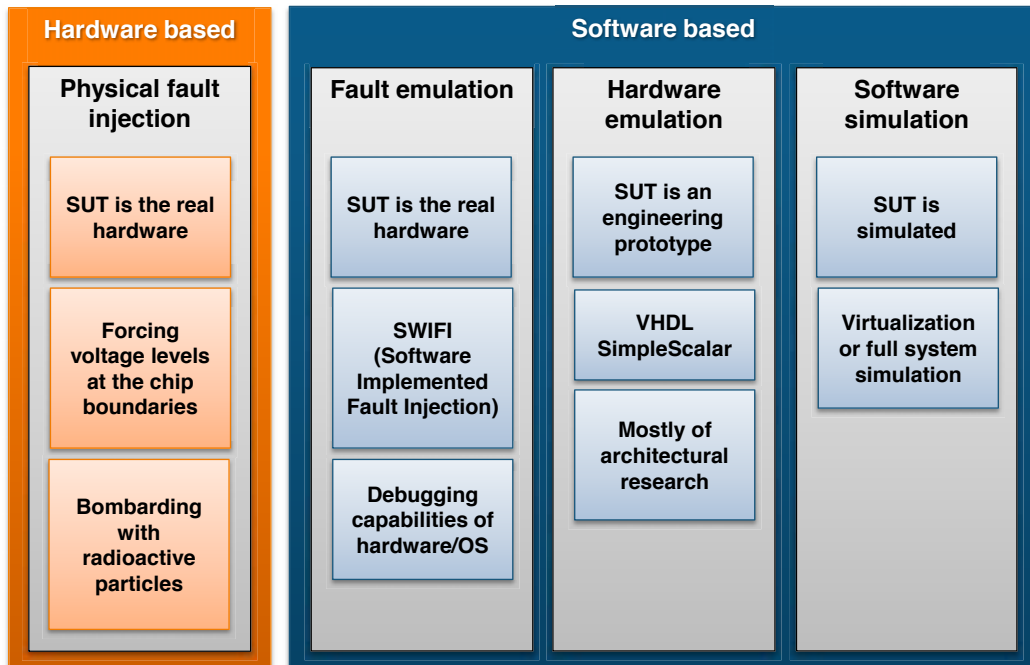 Hardware based
Physical fault
injection
SUT is the real
hardware
Forcing
voltage levels
at the chip
boundaries
Bombarding
with
radioactive
particles
Software based
Fault emulation
SUT is the real
hardware
SWIFI
(Software
Implemented
Fault Injection)
Debugging
capabilities of
hardware/OS
Hardware
emulation
SUT is an
engineering
prototype
VHDL
SimpleScalar
Mostly of
architectural
research
Software
simulation
SUT is
simulated
Virtualization
or full system
simulation